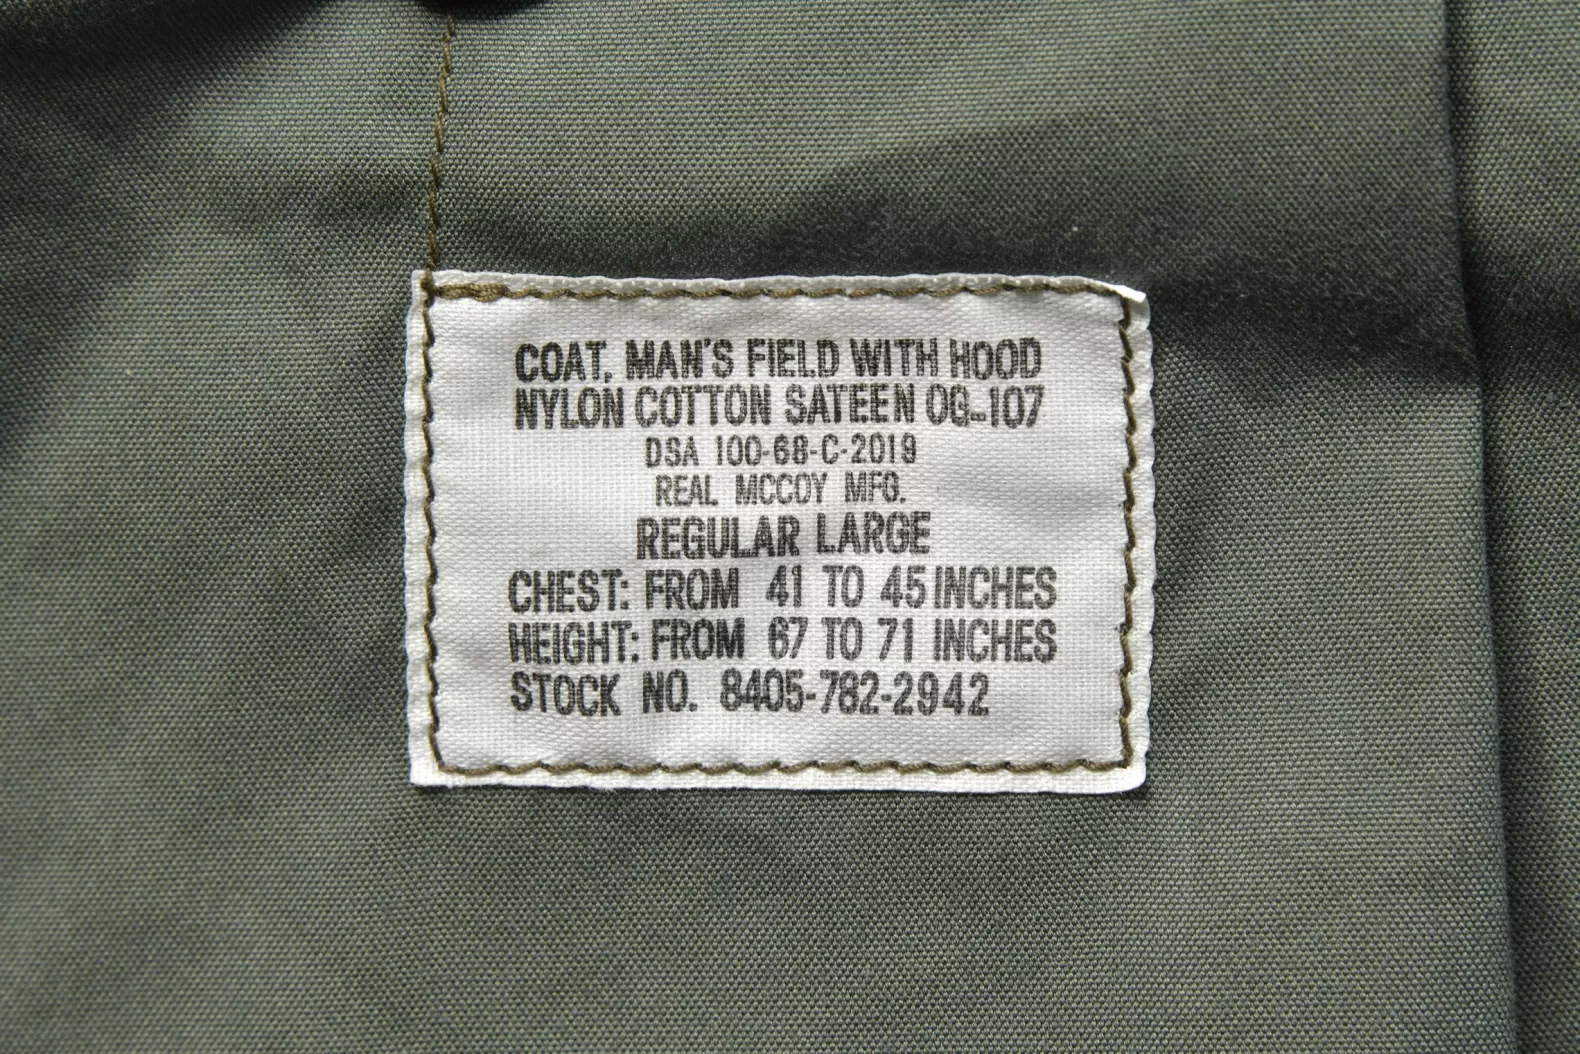 COAT, MAN'S FIELD WITH HOOD
NYLON COTTON SATEEN OG-107
DSA 100-68-C-2019
REAL MCCOY MFG.
REGULAR LARGE
CHEST: FROM 41 TO 45 INCHES
HEIGHT: FROM 67 TO 71 INCHES
STOCK NO. 8405-782-2942